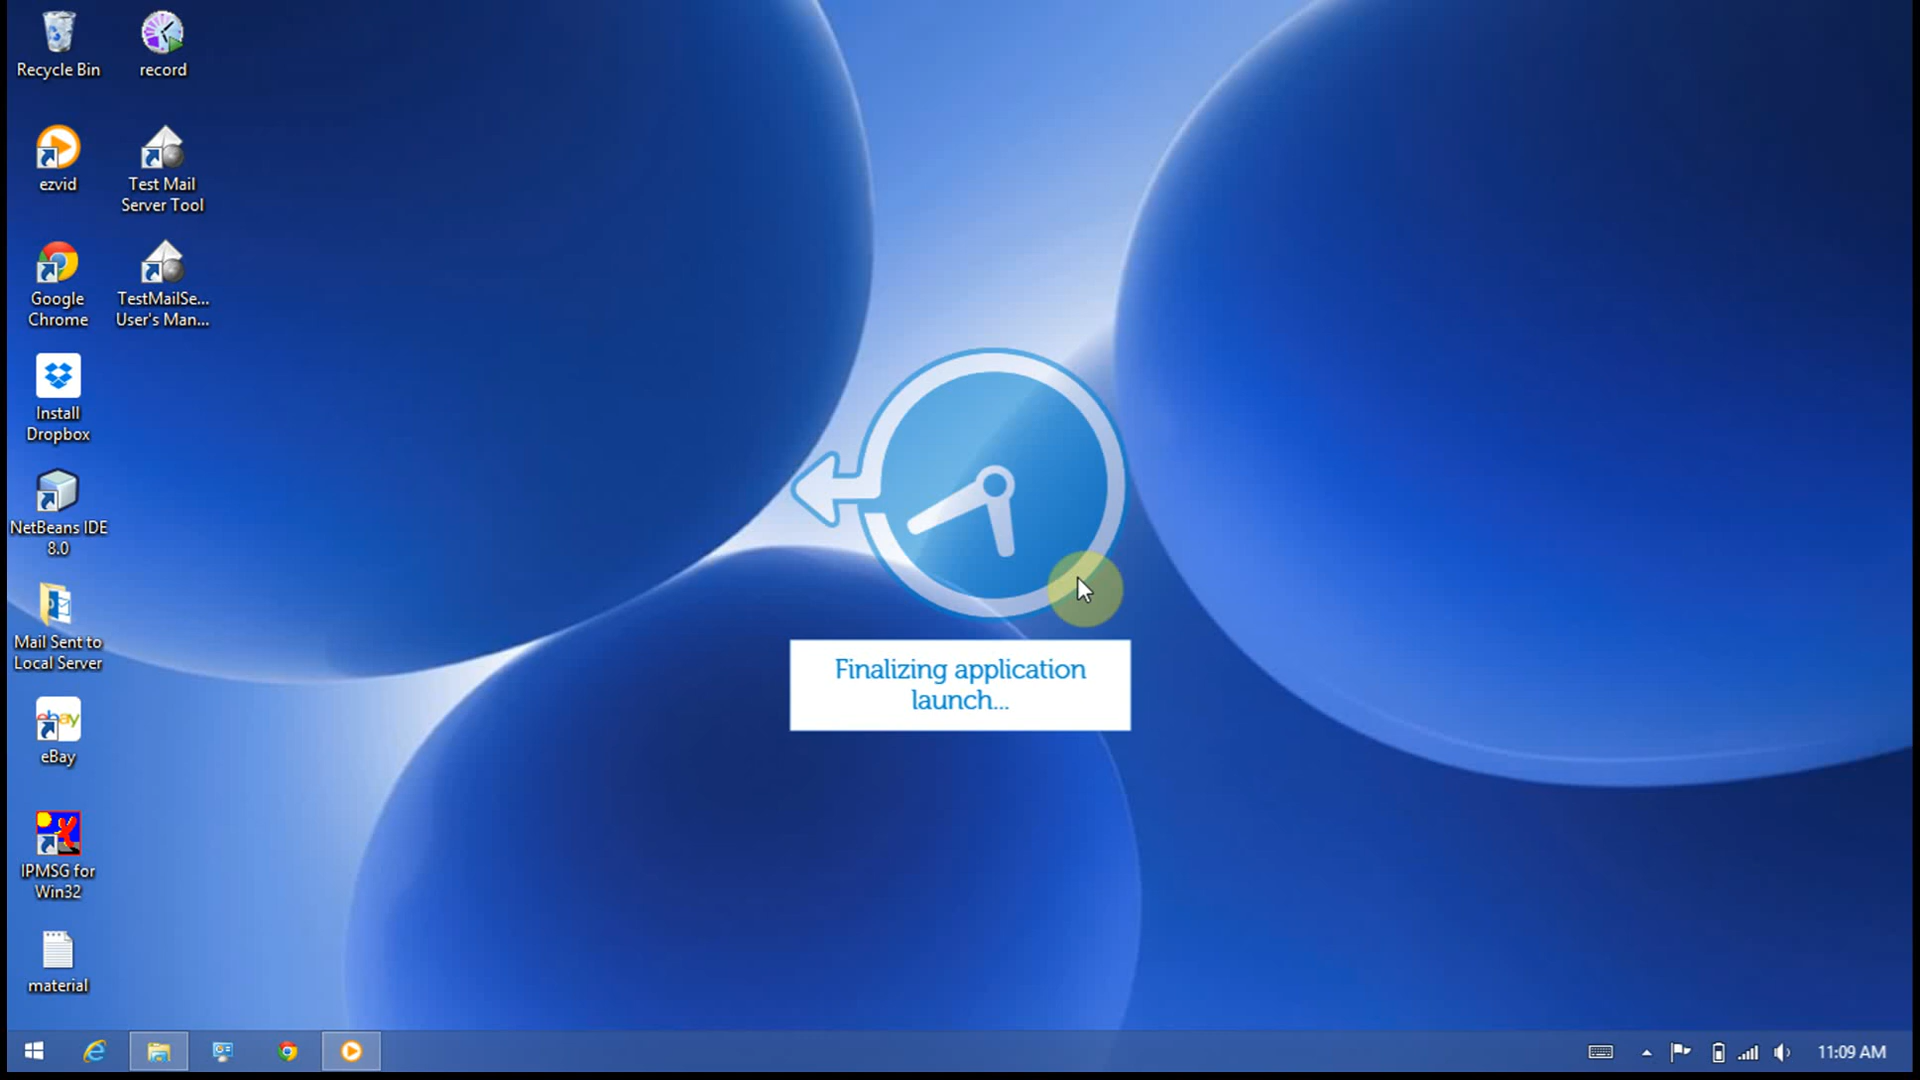 Recycle Bin
record
ezvid
Test Mail
Server Tool
Google
Chrome
TestMailSe...
User's Man...
Install
Dropbox
NetBeans IDE
8.0
Mail Sent to
Local Server
ebay
eBay
IPMSG for
Win32
material
Finalizing application
launch...
11:09 AM